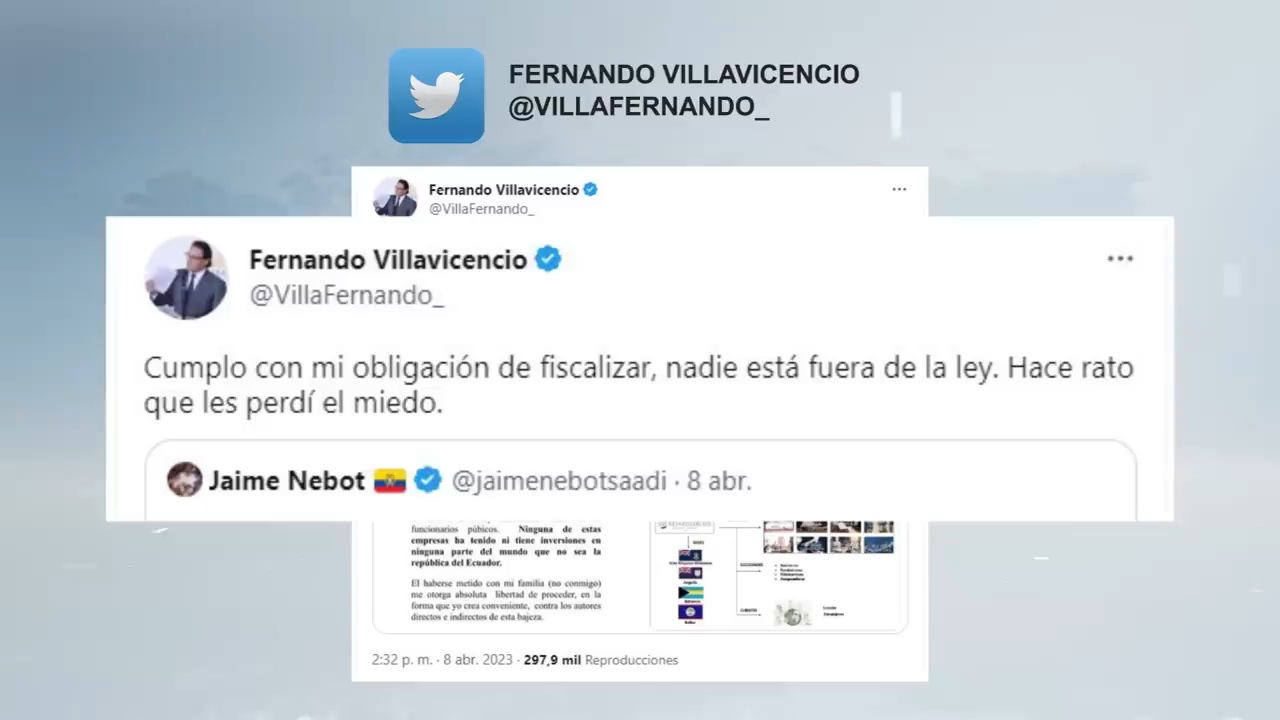 FERNANDO VILLAVICENCIO
@VILLAFERNANDO_
Fernando Villavicencio
@VillaFernando_
Fernando Villavicencio
@VillaFernando_
Cumplo con mi obligación de fiscalizar, nadie está fuera de la ley. Hace rato
que les perdí el miedo.
Jaime Nebot @jaimenebotsaadi · 8 abr.
funcionarios púbicos. Ninguna de estas
empresas ha tenido ni tiene inversiones en
ninguna parte del mundo que no sea la
república del Ecuador.
El haberse metido con mi familia (no conmigo)
me otorga absoluta libertad de proceder, en la
forma que yo crea conveniente, contra los autores
directos e indirectos de esta bajeza.
2:32 p. m. · 8 abr. 2023 · 297,9 mil Reproducciones